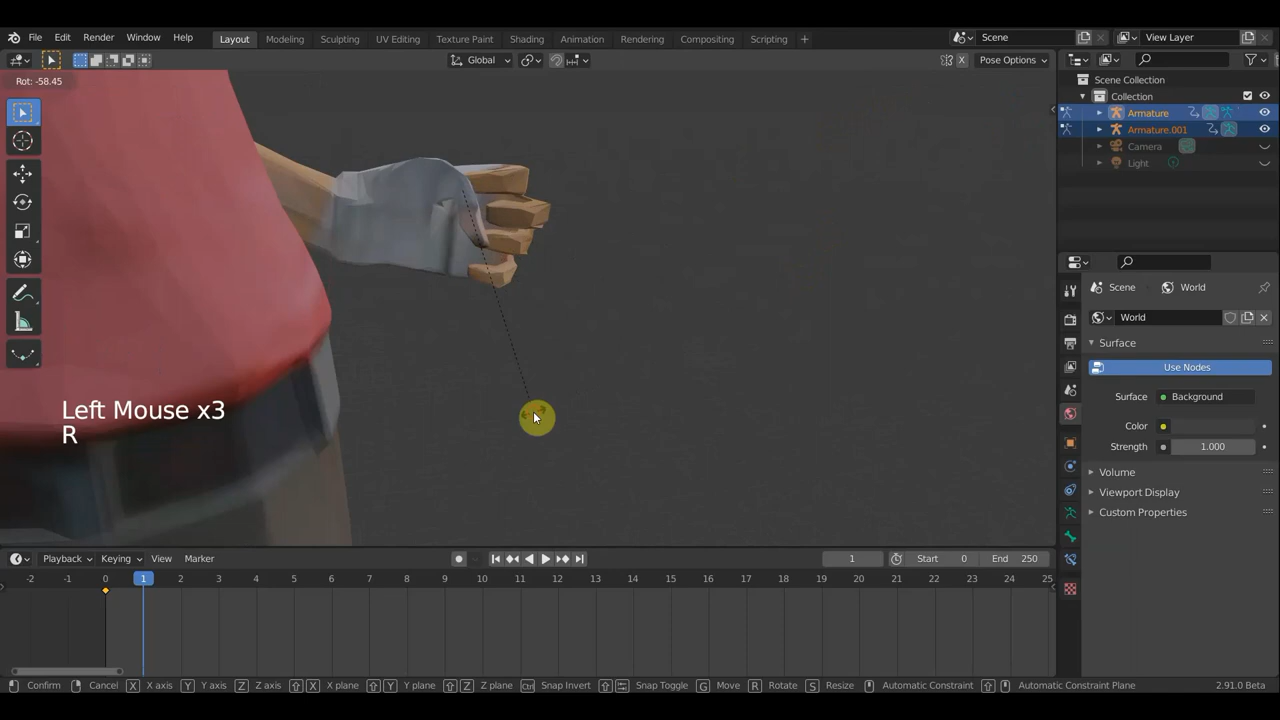 File Edit Render Window Help Layout Modeling Sculpting UV Editing Texture Paint Shading Animation Rendering Compositing Scripting + Scene View Layer
Global X Pose Options
Rot: -58.45
Scene Collection
Collection
Armature
Armature.001
Camera
Light
Scene World
World
Surface
Use Nodes
Surface: Background
Color
Strength 1.000
Volume
Viewport Display
Custom Properties
Left Mouse x3
R
Playback Keying View Marker 1 Start 0 End 250
-2 -1 0 1 2 3 4 5 6 7 8 9 10 11 12 13 14 15 16 17 18 19 20 21 22 23 24 25
Confirm Cancel X X axis Y Y axis Z Z axis X X plane Y Y plane Z Z plane Ctrl Snap Invert Snap Toggle G Move R Rotate S Resize Automatic Constraint Automatic Constraint Plane 2.91.0 Beta